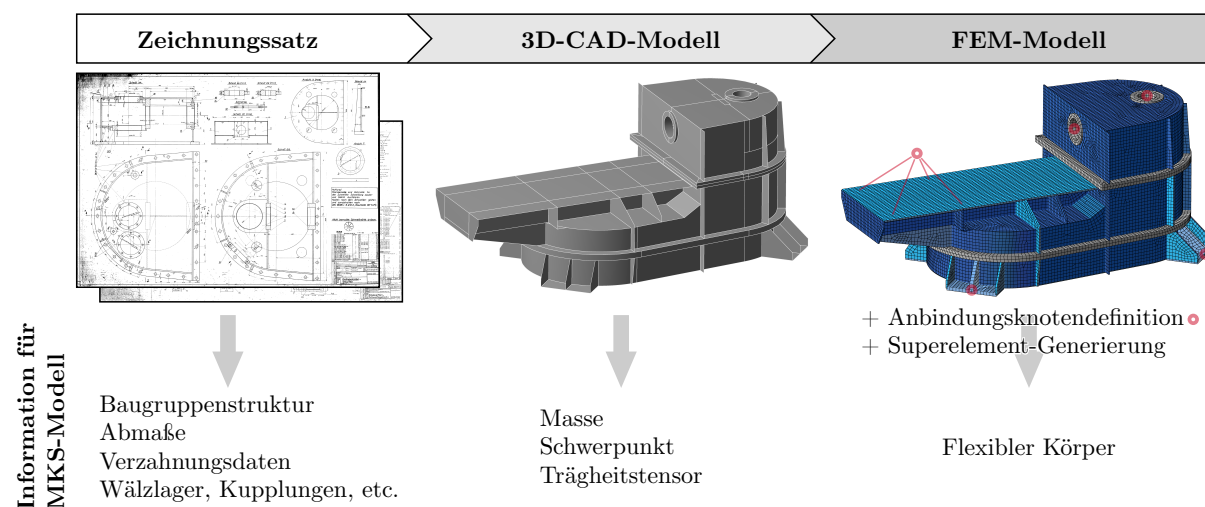 Zeichnungssatz
3D-CAD-Modell
FEM-Modell
+ Anbindungsknotendefinition
+ Superelement-Generierung
Information für
MKS-Modell
Baugruppenstruktur
Abmaße
Verzahnungsdaten
Wälzlager, Kupplungen, etc.
Masse
Schwerpunkt
Trägheitstensor
Flexibler Körper